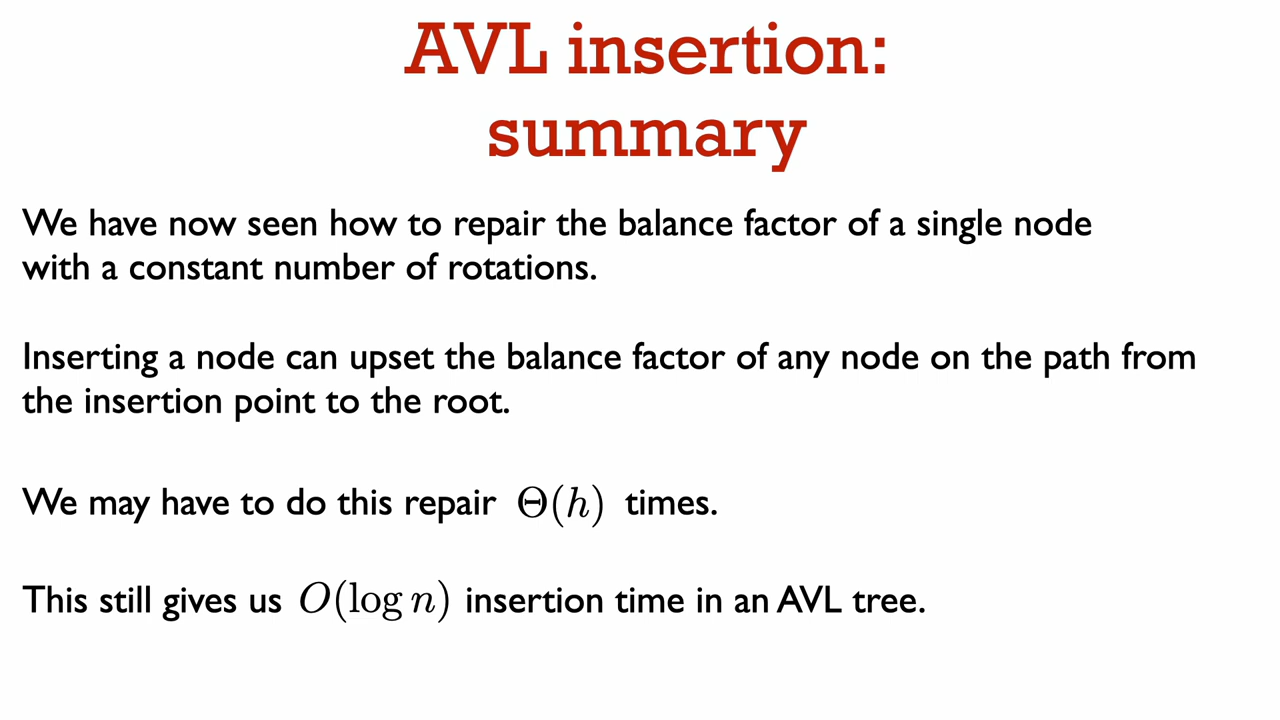 AVL insertion:
summary
We have now seen how to repair the balance factor of a single node
with a constant number of rotations.
Inserting a node can upset the balance factor of any node on the path from
the insertion point to the root.
We may have to do this repair Θ(h) times.
This still gives us O(log n) insertion time in an AVL tree.